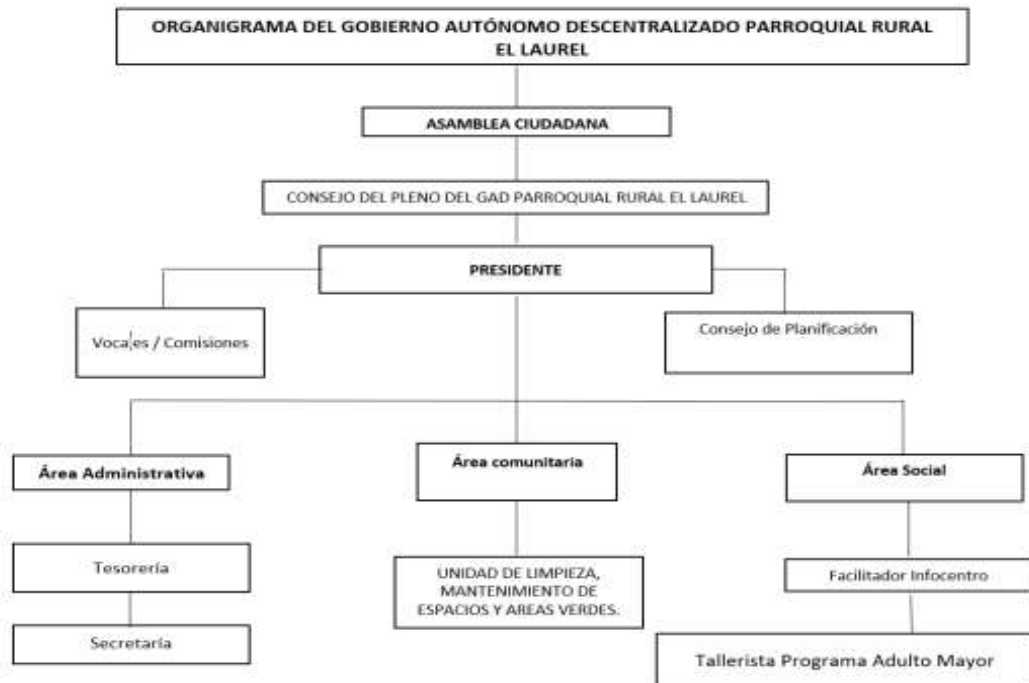 ORGANIGRAMA DEL GOBIERNO AUTÓNOMO DESCENTRALIZADO PARROQUIAL RURAL
EL LAUREL
ASAMBLEA CIUDADANA
CONSEJO DEL PLENO DEL GAD PARROQUIAL RURAL EL LAUREL
PRESIDENTE
Vocales / Comisiones
Consejo de Planificación
Área Administrativa
Área comunitaria
Área Social
Tesorería
UNIDAD DE LIMPIEZA,
MANTENIMIENTO DE
ESPACIOS Y AREAS VERDES.
Facilitador Infocentro
Secretaría
Tallerista Programa Adulto Mayor